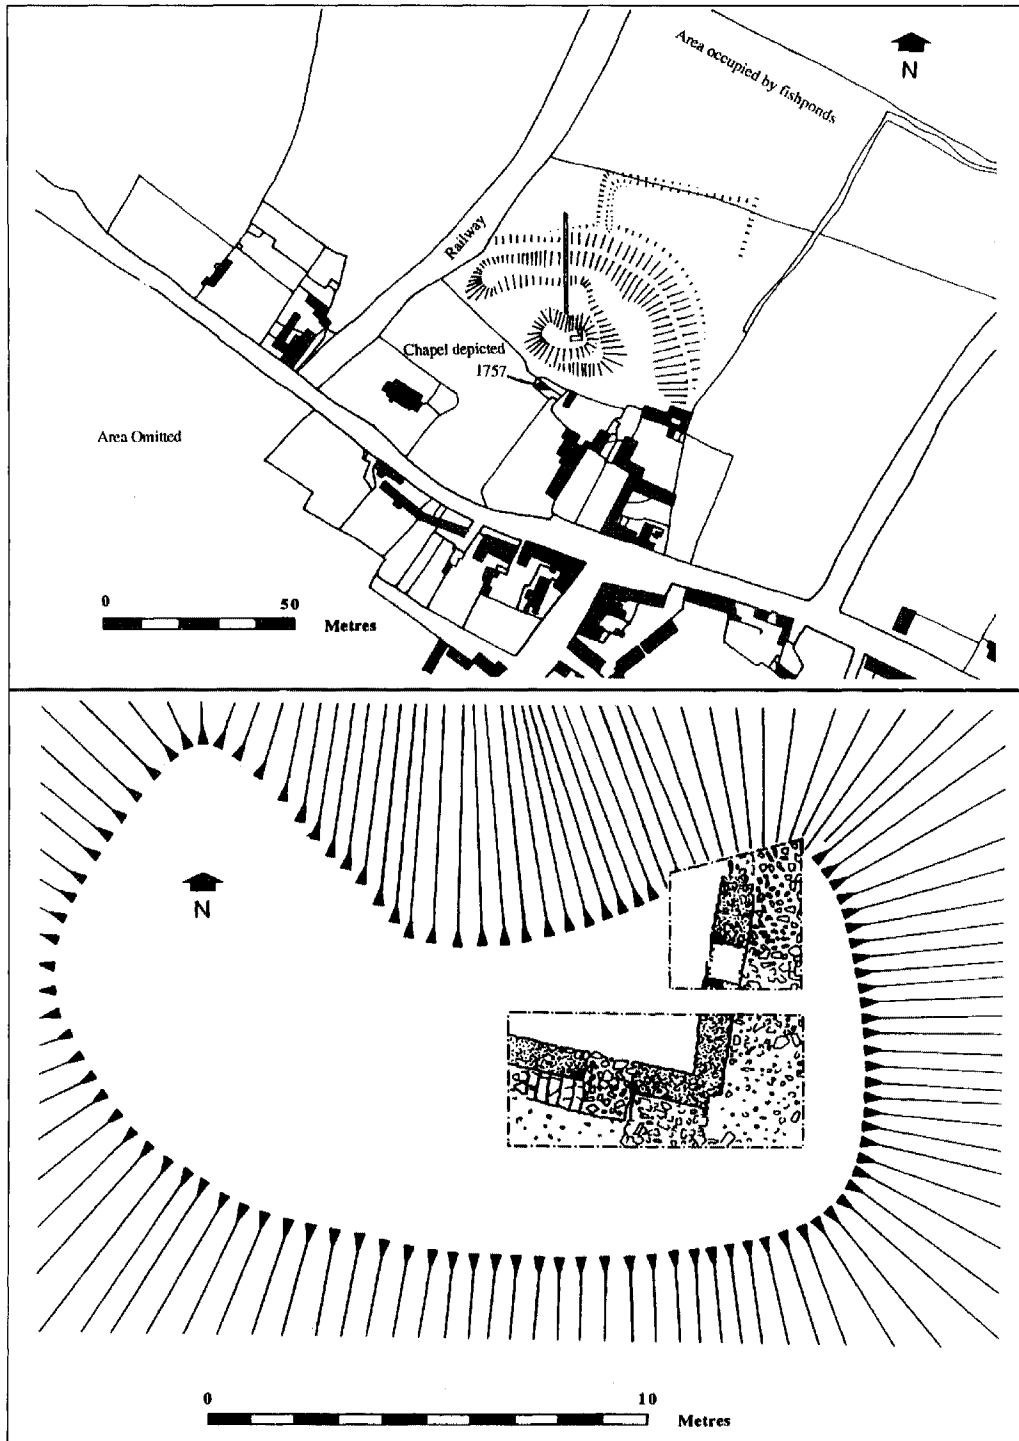 Area occupied by fishponds
N
Railway
Chapel depicted
1757
Area Omitted
0 50
Metres
N
0 10
Metres